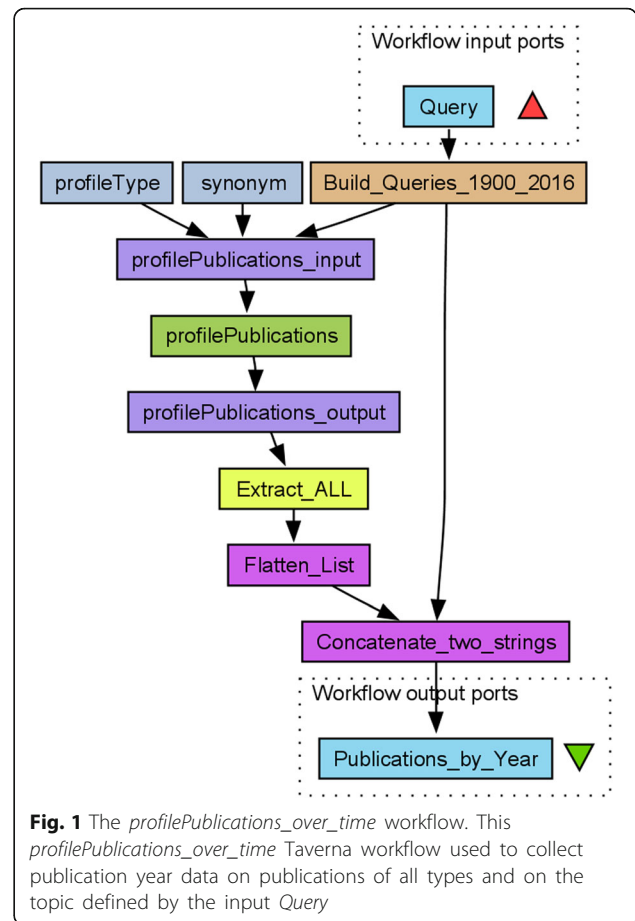 Workflow input ports
Query
profileType
synonym
Build_Queries_1900_2016
profilePublications_input
profilePublications
profilePublications_output
Extract_ALL
Flatten_List
Concatenate_two_strings
Workflow output ports
Publications_by_Year
Fig. 1 The profilePublications_over_time workflow. This
profilePublications_over_time Taverna workflow used to collect
publication year data on publications of all types and on the
topic defined by the input Query